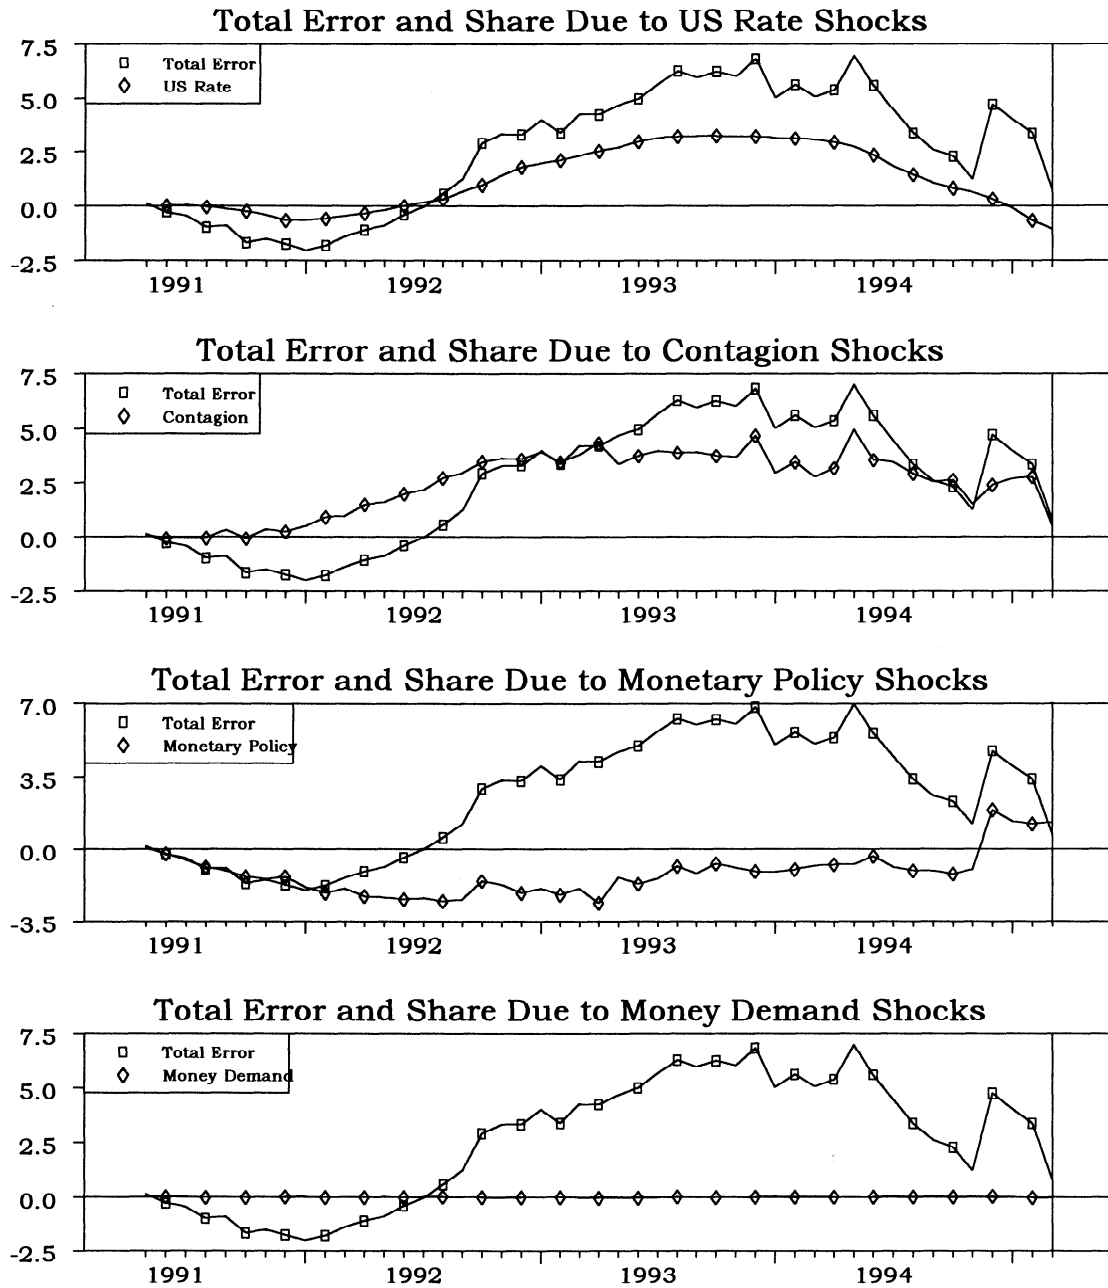 Total Error and Share Due to US Rate Shocks
7.5
Total Error
US Rate
5.0
2.5
0.0
-2.5
1991 1992 1993 1994
Total Error and Share Due to Contagion Shocks
7.5
Total Error
Contagion
5.0
2.5
0.0
-2.5
1991 1992 1993 1994
Total Error and Share Due to Monetary Policy Shocks
7.0
Total Error
Monetary Policy
3.5
0.0
-3.5
1991 1992 1993 1994
Total Error and Share Due to Money Demand Shocks
7.5
Total Error
Money Demand
5.0
2.5
0.0
-2.5
1991 1992 1993 1994